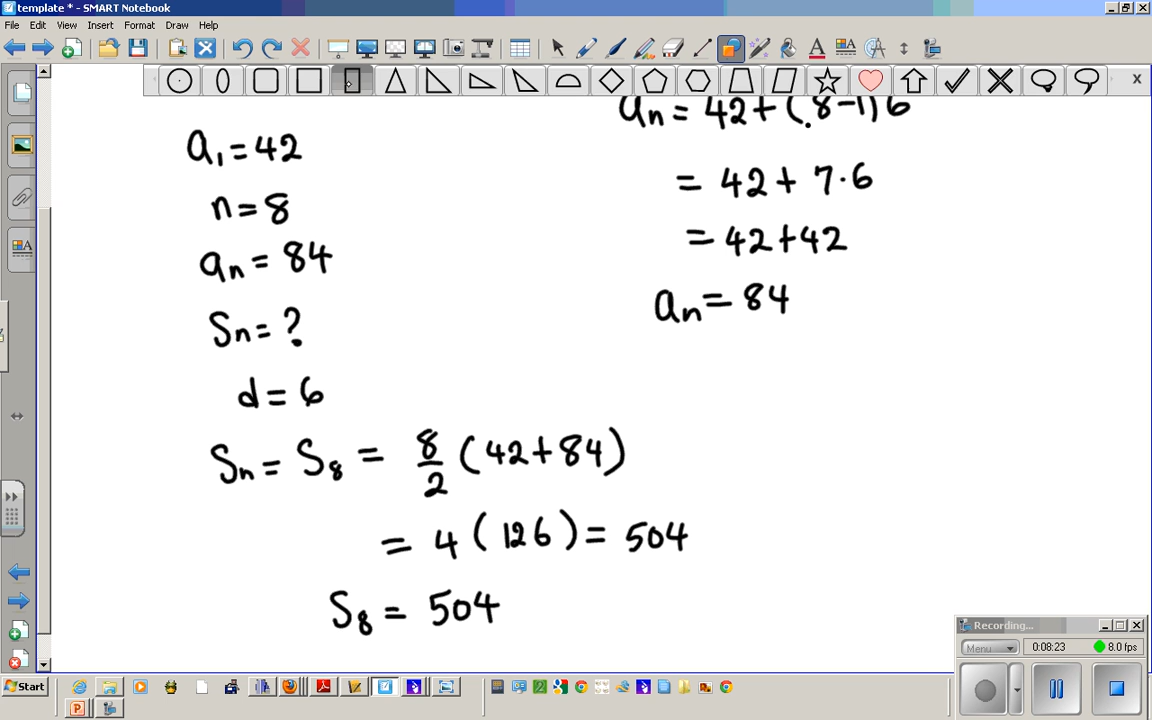 template * - SMART Notebook
File Edit View Insert Format Draw Help
aₙ = 42 + (8-1) 6
a₁ = 42
= 42 + 7·6
n = 8
= 42 + 42
aₙ = 84
aₙ = 84
Sₙ = ?
d = 6
Sₙ = S₈ = 8/2 (42 + 84)
= 4 (126) = 504
S₈ = 504
Recording...
Menu 0:08:23 8.0 fps
Start